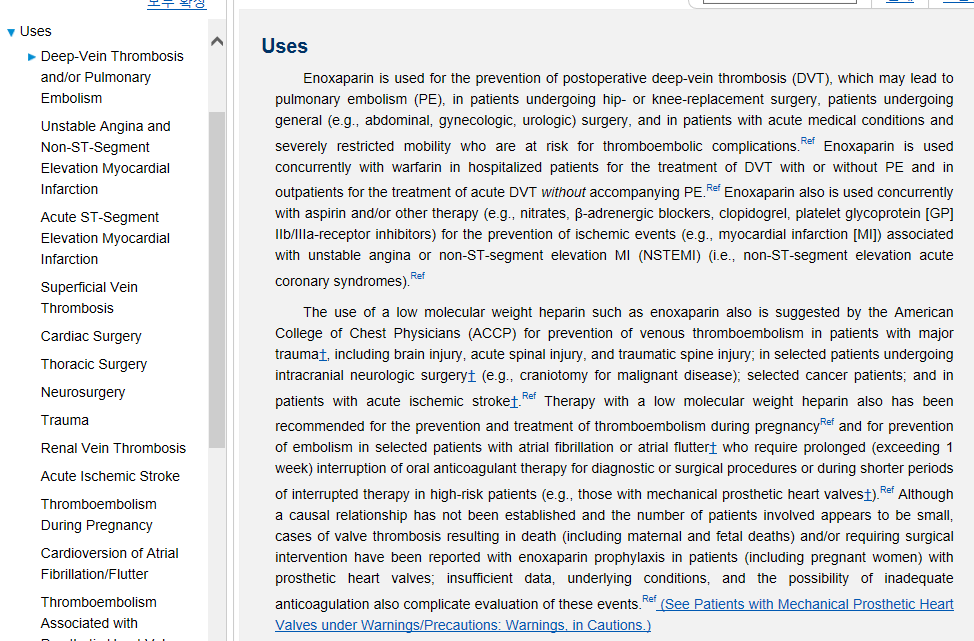 모두 확장
Uses
Deep-Vein Thrombosis
and/or Pulmonary
Embolism
Unstable Angina and
Non-ST-Segment
Elevation Myocardial
Infarction
Acute ST-Segment
Elevation Myocardial
Infarction
Superficial Vein
Thrombosis
Cardiac Surgery
Thoracic Surgery
Neurosurgery
Trauma
Renal Vein Thrombosis
Acute Ischemic Stroke
Thromboembolism
During Pregnancy
Cardioversion of Atrial
Fibrillation/Flutter
Thromboembolism
Associated with
Uses
Enoxaparin is used for the prevention of postoperative deep-vein thrombosis (DVT), which may lead to
pulmonary embolism (PE), in patients undergoing hip- or knee-replacement surgery, patients undergoing
general (e.g., abdominal, gynecologic, urologic) surgery, and in patients with acute medical conditions and
severely restricted mobility who are at risk for thromboembolic complications.Ref Enoxaparin is used
concurrently with warfarin in hospitalized patients for the treatment of DVT with or without PE and in
outpatients for the treatment of acute DVT without accompanying PE.Ref Enoxaparin also is used concurrently
with aspirin and/or other therapy (e.g., nitrates, β-adrenergic blockers, clopidogrel, platelet glycoprotein [GP]
IIb/IIIa-receptor inhibitors) for the prevention of ischemic events (e.g., myocardial infarction [MI]) associated
with unstable angina or non-ST-segment elevation MI (NSTEMI) (i.e., non-ST-segment elevation acute
coronary syndromes).Ref
The use of a low molecular weight heparin such as enoxaparin also is suggested by the American
College of Chest Physicians (ACCP) for prevention of venous thromboembolism in patients with major
trauma†, including brain injury, acute spinal injury, and traumatic spine injury; in selected patients undergoing
intracranial neurologic surgery† (e.g., craniotomy for malignant disease); selected cancer patients; and in
patients with acute ischemic stroke†.Ref Therapy with a low molecular weight heparin also has been
recommended for the prevention and treatment of thromboembolism during pregnancyRef and for prevention
of embolism in selected patients with atrial fibrillation or atrial flutter† who require prolonged (exceeding 1
week) interruption of oral anticoagulant therapy for diagnostic or surgical procedures or during shorter periods
of interrupted therapy in high-risk patients (e.g., those with mechanical prosthetic heart valves†).Ref Although
a causal relationship has not been established and the number of patients involved appears to be small,
cases of valve thrombosis resulting in death (including maternal and fetal deaths) and/or requiring surgical
intervention have been reported with enoxaparin prophylaxis in patients (including pregnant women) with
prosthetic heart valves; insufficient data, underlying conditions, and the possibility of inadequate
anticoagulation also complicate evaluation of these events.Ref (See Patients with Mechanical Prosthetic Heart
Valves under Warnings/Precautions: Warnings, in Cautions.)